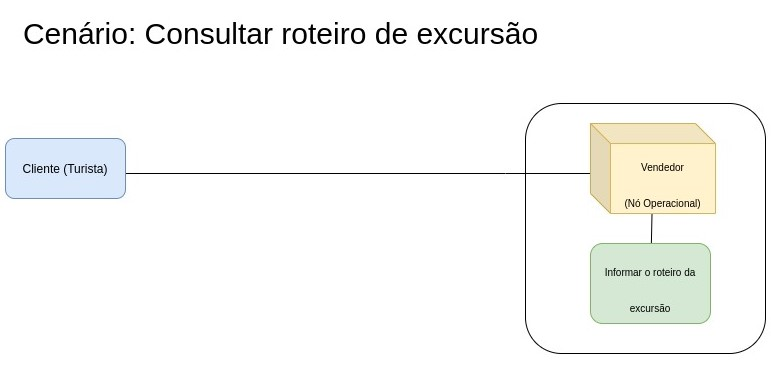 Cenário: Consultar roteiro de excursão
Cliente (Turista)
Vendedor
(Nó Operacional)
Informar o roteiro da
excursão